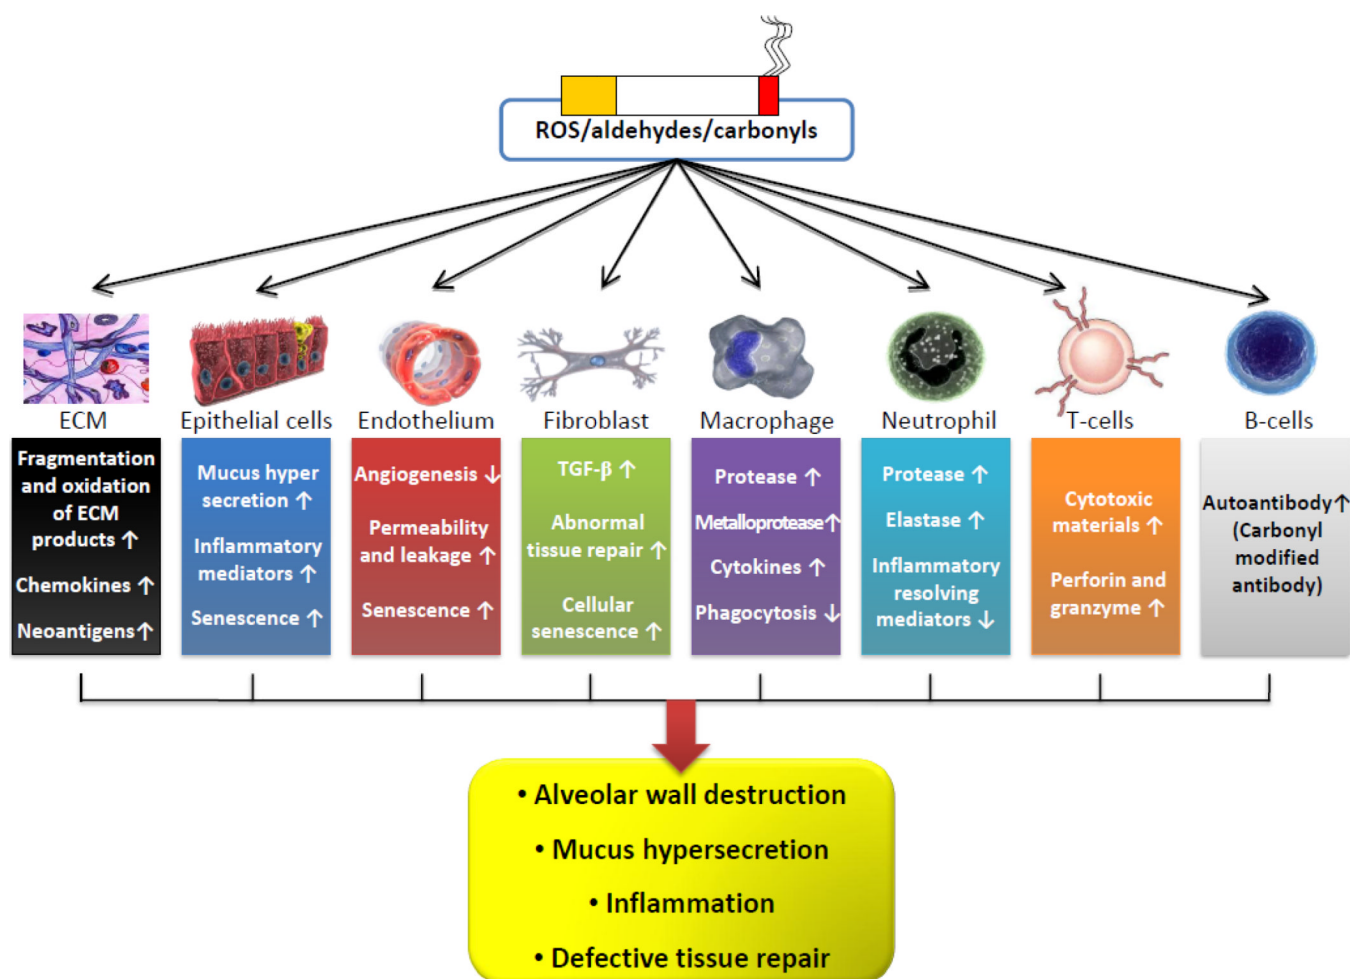 ROS/aldehydes/carbonyls
ECM
Epithelial cells
Endothelium
Fibroblast
Macrophage
Neutrophil
T-cells
B-cells
Fragmentation
and oxidation
of ECM
products ↑
Chemokines ↑
Neoantigens↑
Mucus hyper
secretion ↑
Inflammatory
mediators ↑
Senescence ↑
Angiogenesis ↓
Permeability
and leakage ↑
Senescence ↑
TGF-β ↑
Abnormal
tissue repair ↑
Cellular
senescence ↑
Protease ↑
Metalloprotease↑
Cytokines ↑
Phagocytosis ↓
Protease ↑
Elastase ↑
Inflammatory
resolving
mediators ↓
Cytotoxic
materials ↑
Perforin and
granzyme ↑
Autoantibody↑
(Carbonyl
modified
antibody)
• Alveolar wall destruction
• Mucus hypersecretion
• Inflammation
• Defective tissue repair